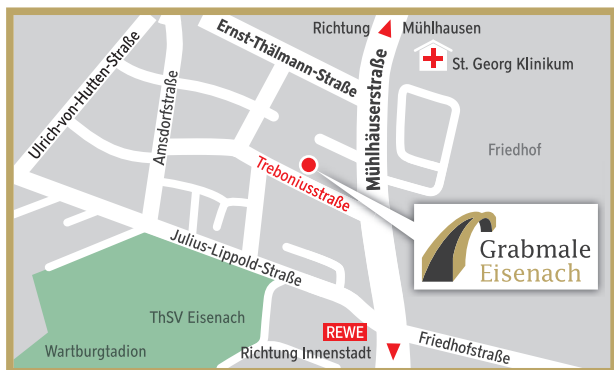 Richtung Mühlhausen
St. Georg Klinikum
Ernst-Thälmann-Straße
Ulrich-von-Hutten-Straße
Amsdorfstraße
Mühlhäuserstraße
Friedhof
Treboniusstraße
Grabmale
Eisenach
Julius-Lippold-Straße
ThSV Eisenach
REWE
Friedhofstraße
Wartburgtadion
Richtung Innenstadt